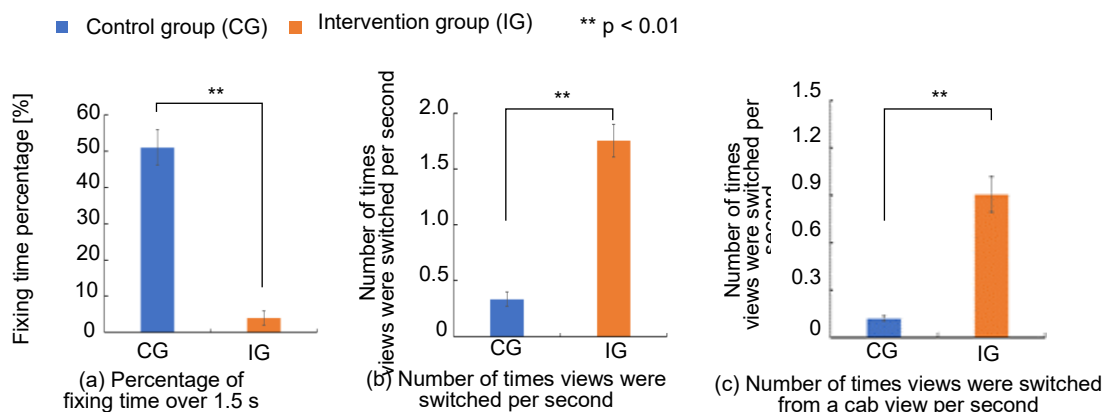 Control group (CG) Intervention group (IG) ** p < 0.01
Fixing time percentage [%]
60
50
40
30
20
10
0
**
CG IG
(a) Percentage of
fixing time over 1.5 s
Number of times
views were switched per second
2.0
1.5
1.0
0.5
0
**
CG IG
(b) Number of times views were
switched per second
Number of times
views were switched per
second
1.5
1.2
0.9
0.6
0.3
0
**
CG IG
(c) Number of times views were switched
from a cab view per second